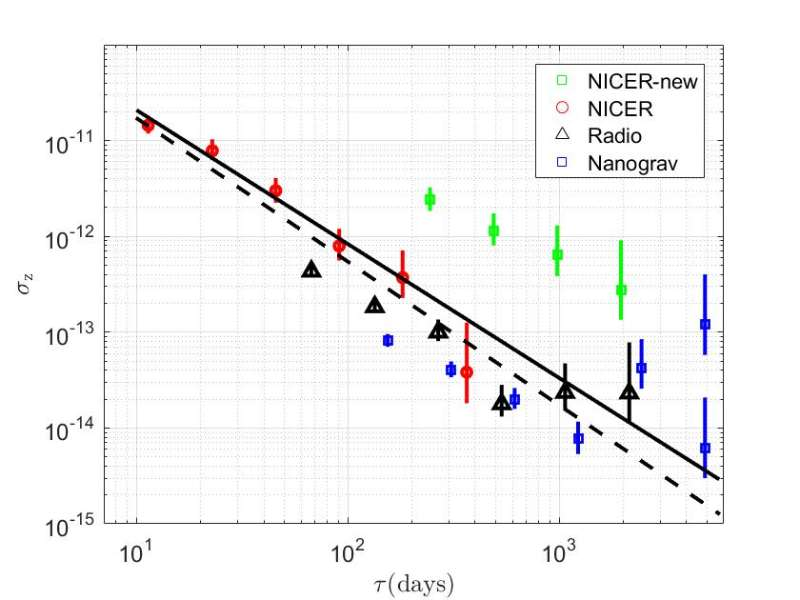 NICER-new
NICER
Radio
Nanograv
10^-11
10^-12
10^-13
10^-14
10^-15
σ_z
10^1
10^2
10^3
τ(days)